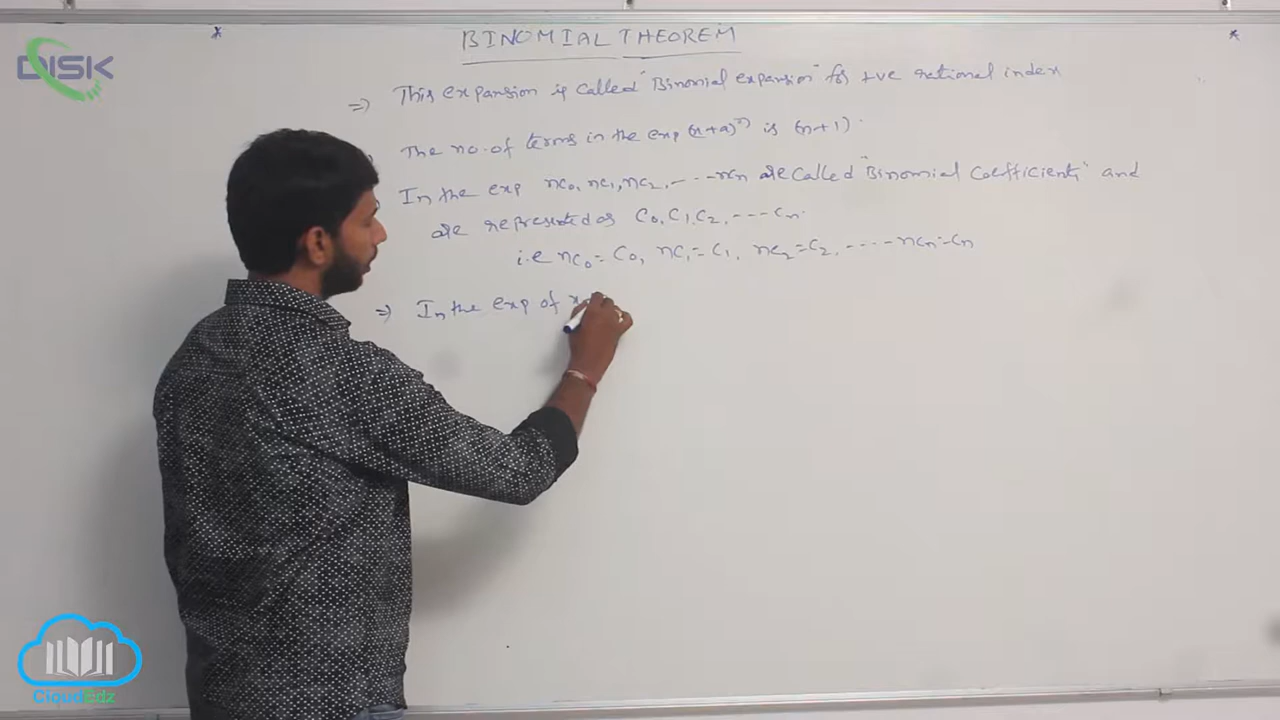 DISK
* BINOMIAL THEOREM *
⇒ This expansion is called "Binomial expansion" for +ve rational index
The no. of terms in the exp (x+a)ⁿ is (n+1).
In the exp nc₀, nc₁, nc₂, ---- ncn are called "Binomial Coefficients" and
are represented as C₀, C₁, C₂, --- Cn.
i.e nc₀ = C₀, nc₁ = C₁, nc₂ = C₂, ----- ncn = Cn
⇒ In the exp of x
CloudEdz